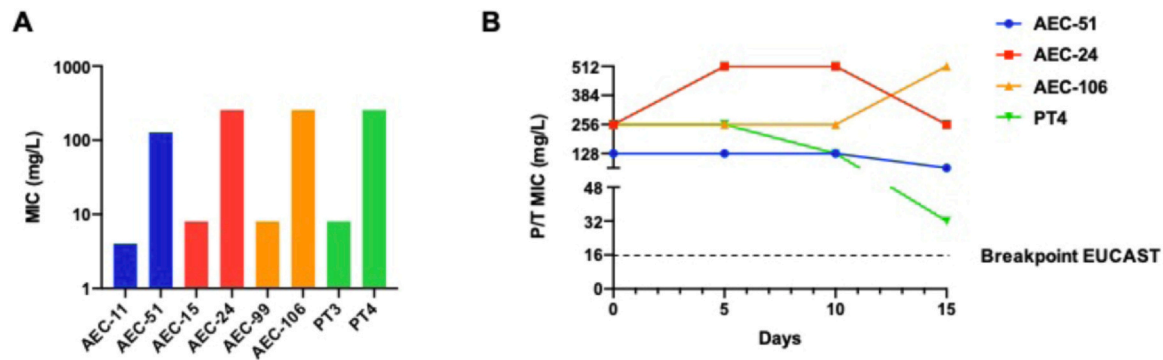 A
MIC (mg/L)
1000
100
10
1
AEC-11
AEC-51
AEC-15
AEC-24
AEC-99
AEC-106
PT3
PT4
B
P/T MIC (mg/L)
512
384
256
128
48
32
16
0
0 5 10 15
Days
AEC-51
AEC-24
AEC-106
PT4
Breakpoint EUCAST